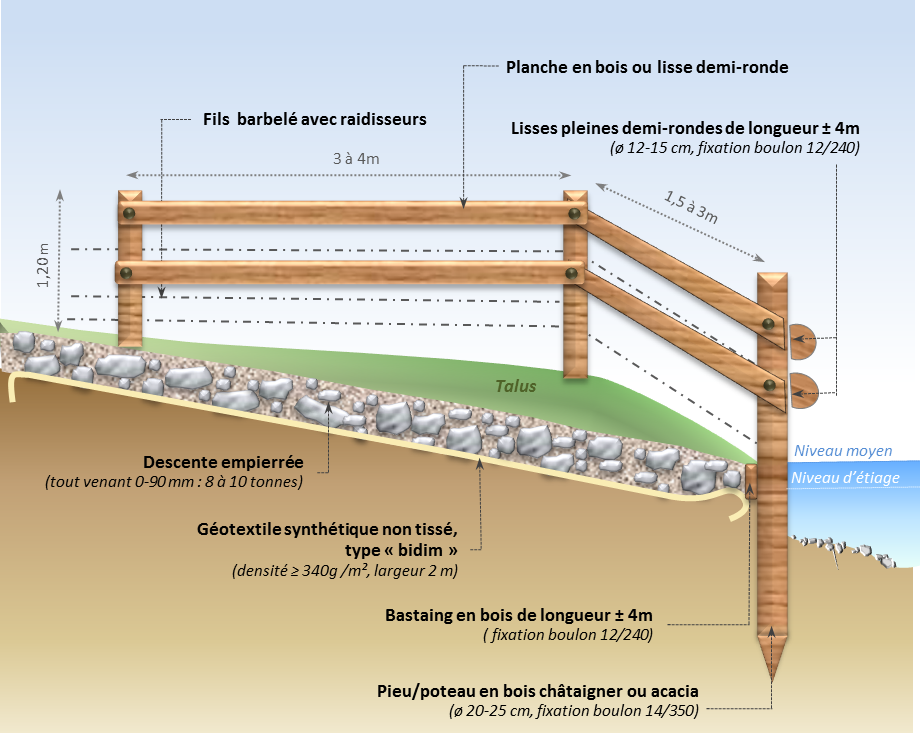 Planche en bois ou lisse demi-ronde
Fils barbelé avec raidisseurs
Lisses pleines demi-rondes de longueur ± 4m
(ø 12-15 cm, fixation boulon 12/240)
3 à 4m
1,5 à 3m
1,20 m
Talus
Niveau moyen
Niveau d'étiage
Descente empierrée
(tout venant 0-90 mm : 8 à 10 tonnes)
Géotextile synthétique non tissé,
type « bidim »
(densité ≥ 340g /m², largeur 2 m)
Bastaing en bois de longueur ± 4m
( fixation boulon 12/240)
Pieu/poteau en bois châtaigner ou acacia
(ø 20-25 cm, fixation boulon 14/350)